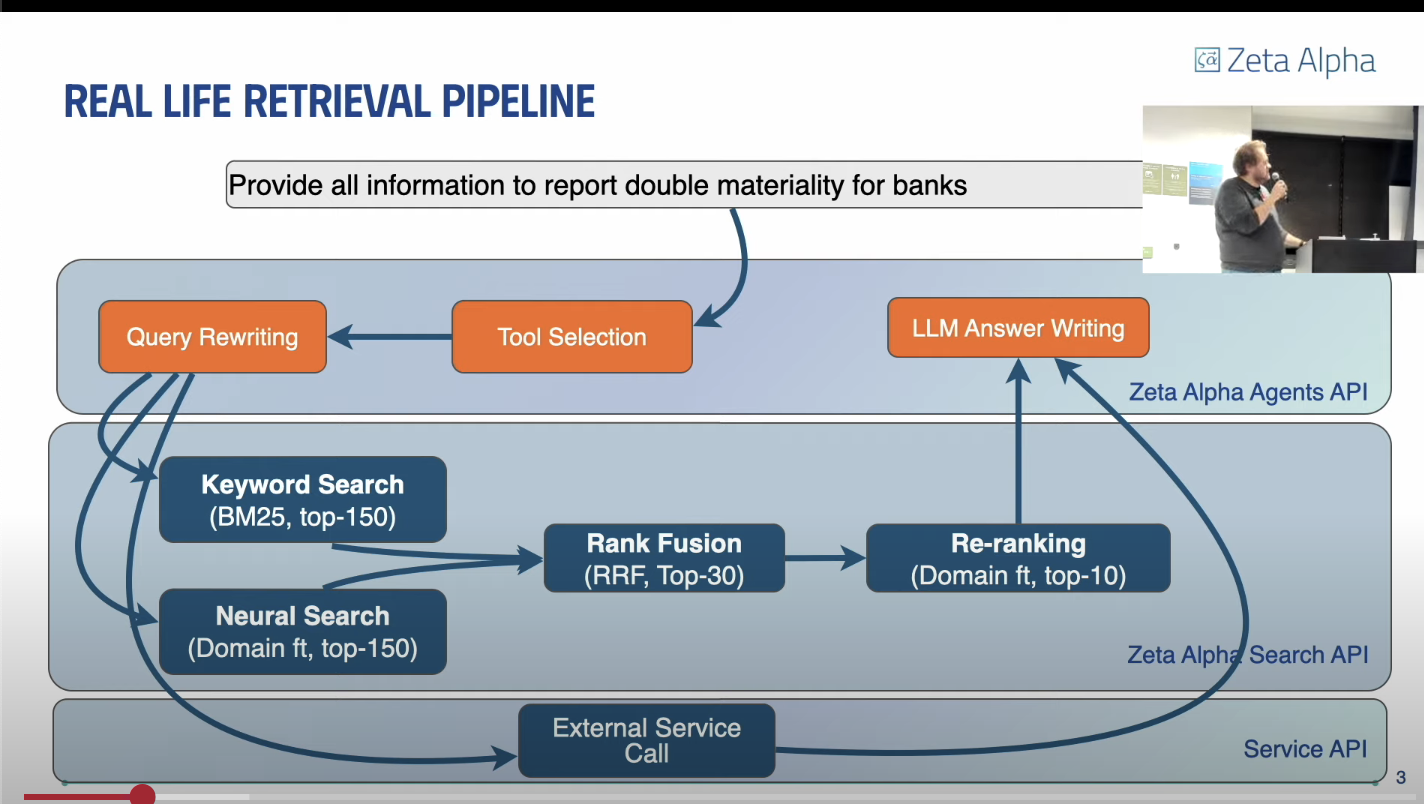 ζα Zeta Alpha
REAL LIFE RETRIEVAL PIPELINE
Provide all information to report double materiality for banks
Query Rewriting
Tool Selection
LLM Answer Writing
Zeta Alpha Agents API
Keyword Search
(BM25, top-150)
Rank Fusion
(RRF, Top-30)
Re-ranking
(Domain ft, top-10)
Neural Search
(Domain ft, top-150)
Zeta Alpha Search API
External Service
Call
Service API
3